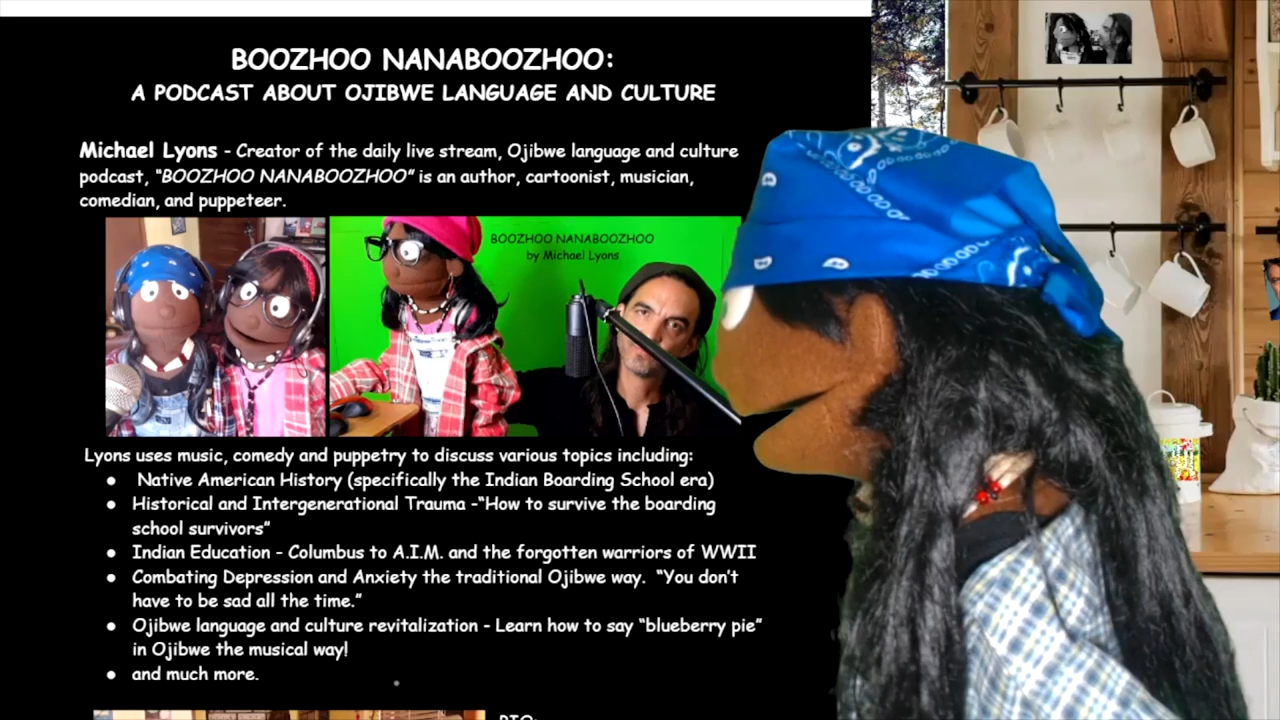 BOOZHOO NANABOOZHOO:
A PODCAST ABOUT OJIBWE LANGUAGE AND CULTURE
Michael Lyons - Creator of the daily live stream, Ojibwe language and culture
podcast, "BOOZHOO NANABOOZHOO" is an author, cartoonist, musician,
comedian, and puppeteer.
BOOZHOO NANABOOZHOO
by Michael Lyons
Lyons uses music, comedy and puppetry to discuss various topics including:
● Native American History (specifically the Indian Boarding School era)
● Historical and Intergenerational Trauma -"How to survive the boarding
school survivors"
● Indian Education - Columbus to A.I.M. and the forgotten warriors of WWII
● Combating Depression and Anxiety the traditional Ojibwe way. "You don't
have to be sad all the time."
● Ojibwe language and culture revitalization - Learn how to say "blueberry pie"
in Ojibwe the musical way!
● and much more.